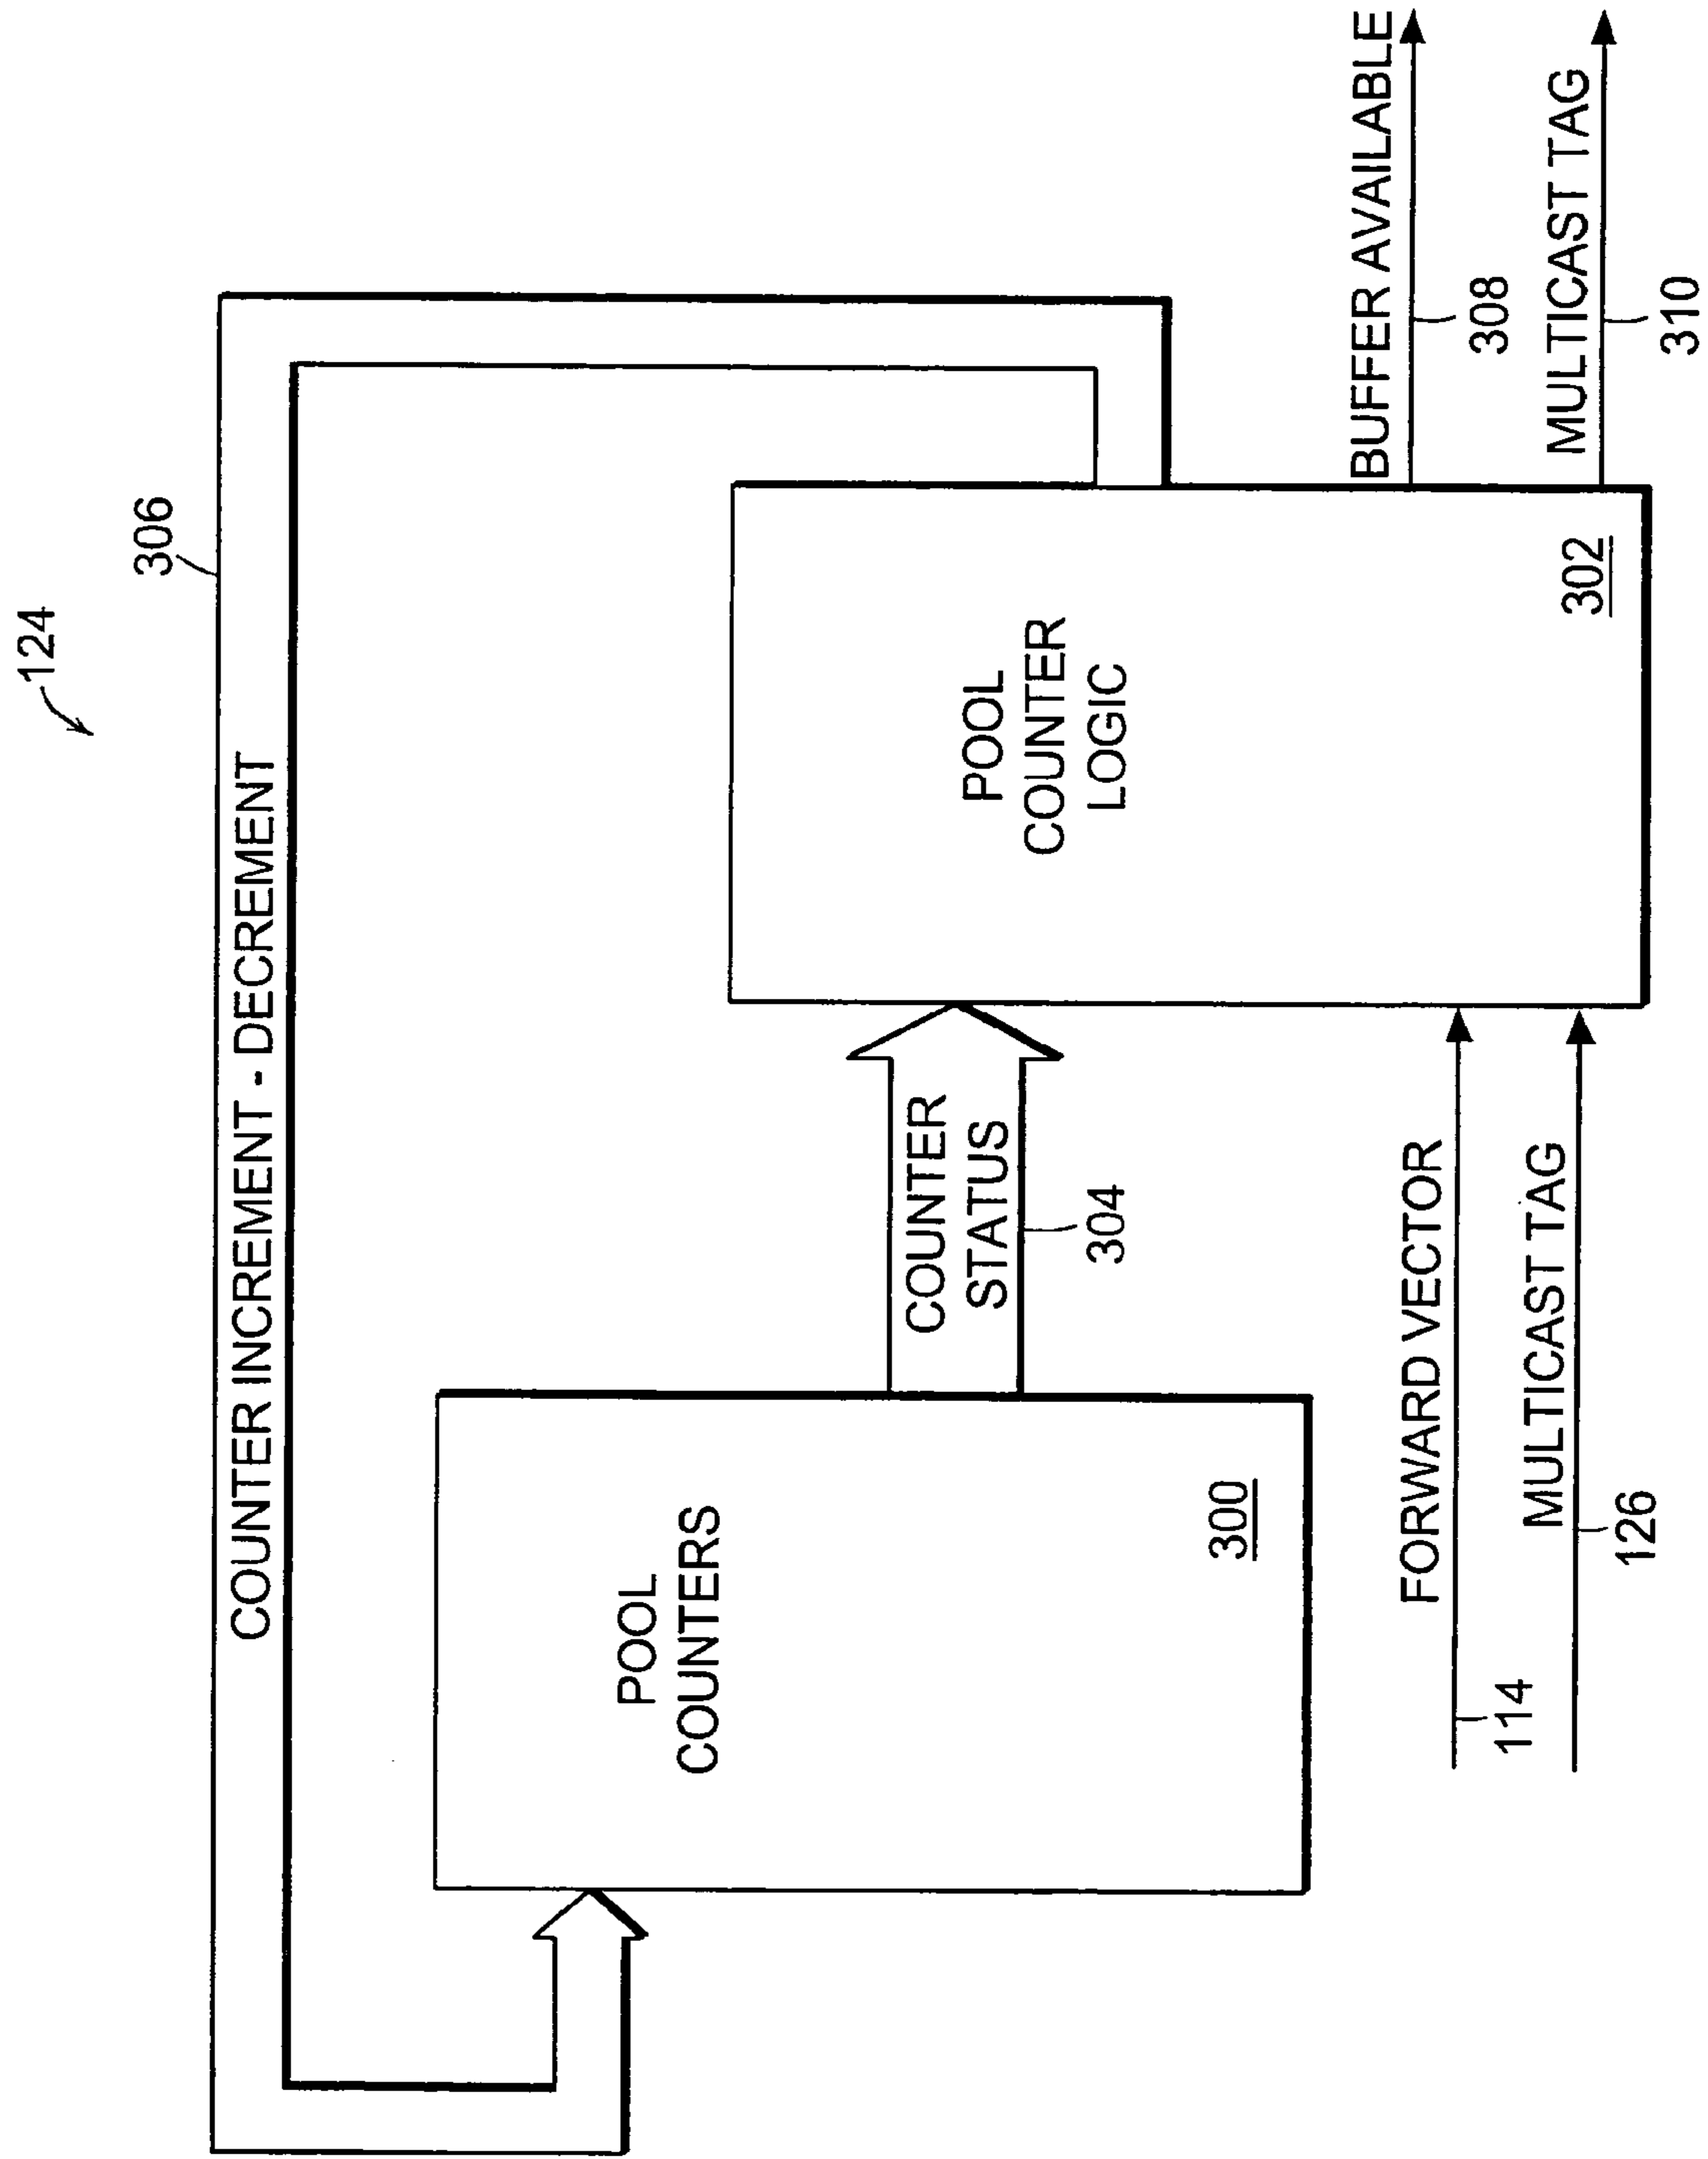 124
306
COUNTER INCREMENT - DECREMENT
POOL
COUNTERS
300
COUNTER
STATUS
304
POOL
COUNTER
LOGIC
302
FORWARD VECTOR
114
MULTICAST TAG
126
BUFFER AVAILABLE
308
MULTICAST TAG
310